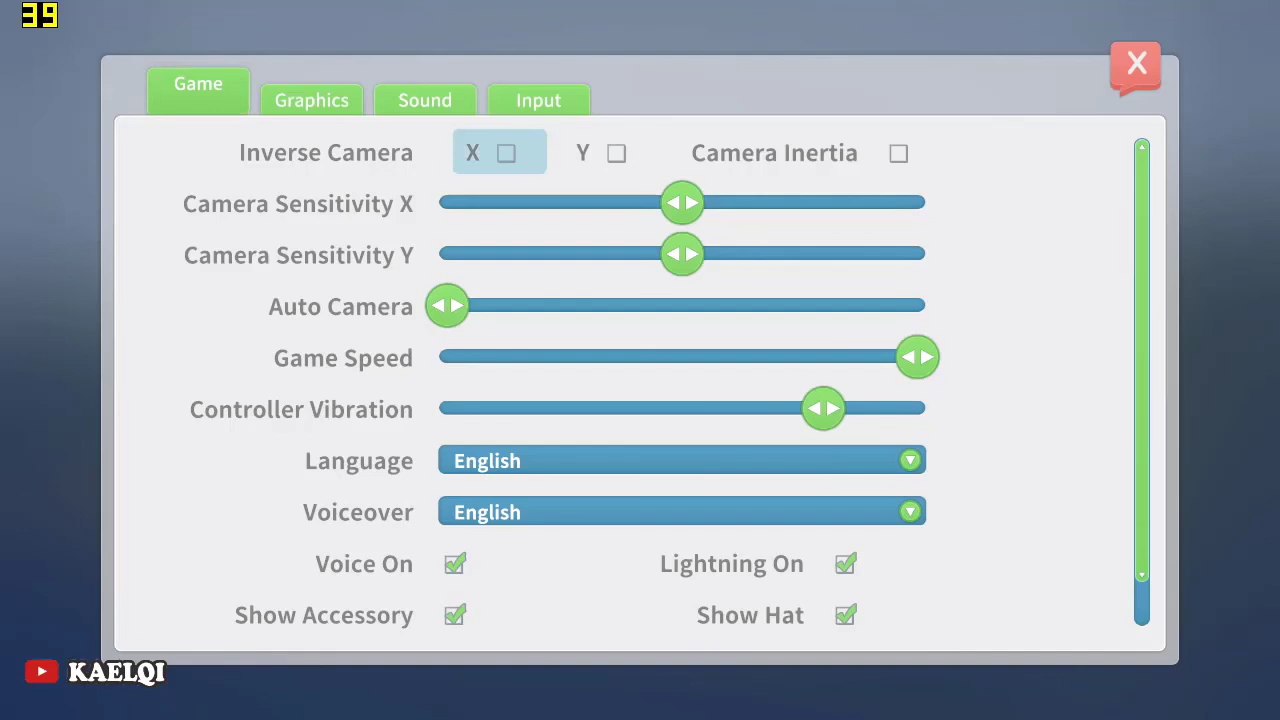 39
X
Game
Graphics
Sound
Input
Inverse Camera X Y Camera Inertia
Camera Sensitivity X
Camera Sensitivity Y
Auto Camera
Game Speed
Controller Vibration
Language English
Voiceover English
Voice On Lightning On
Show Accessory Show Hat
KAELQI